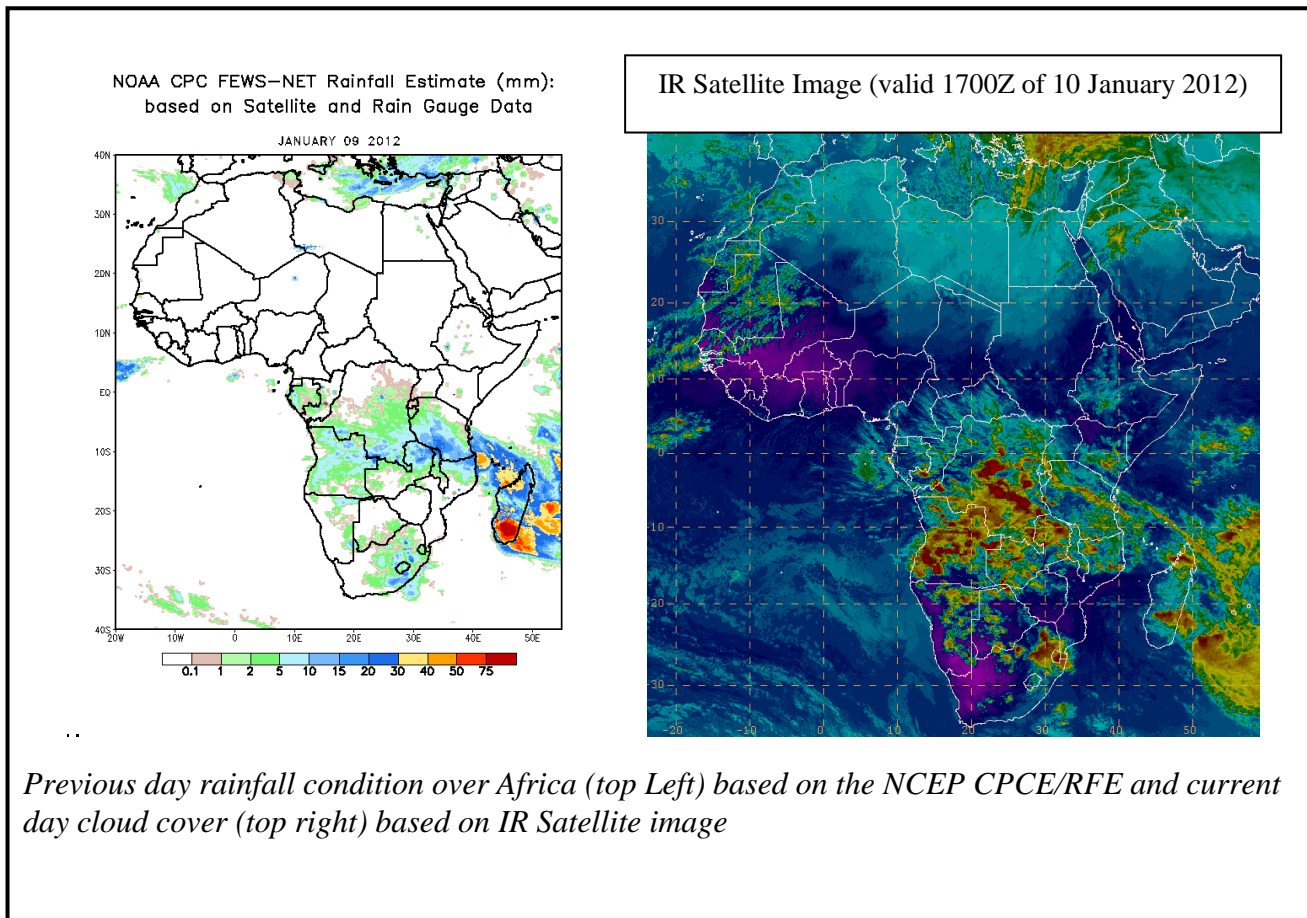 NOAA CPC FEWS-NET Rainfall Estimate (mm):
based on Satellite and Rain Gauge Data
JANUARY 09 2012
40N
30N
20N
10N
EQ
10S
20S
30S
40S
20W 10W 0 10E 20E 30E 40E 50E
0.1 1 2 5 10 15 20 30 40 50 75
..
IR Satellite Image (valid 1700Z of 10 January 2012)
30
20
10
0
-10
-20
-30
-20 -10 0 10 20 30 40 50
Previous day rainfall condition over Africa (top Left) based on the NCEP CPCE/RFE and current
day cloud cover (top right) based on IR Satellite image